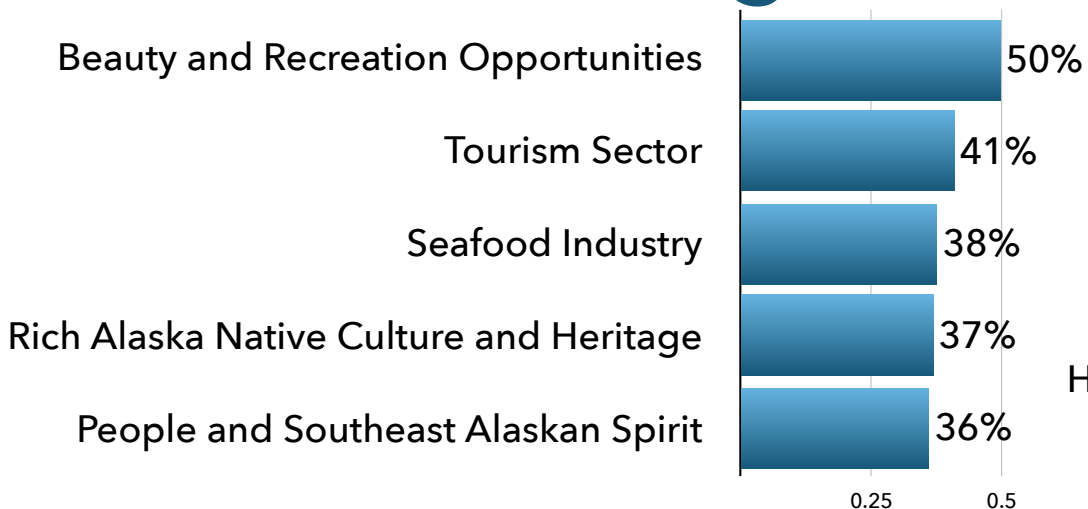 Beauty and Recreation Opportunities 50%
Tourism Sector 41%
Seafood Industry 38%
Rich Alaska Native Culture and Heritage 37%
H
People and Southeast Alaskan Spirit 36%
0.25 0.5